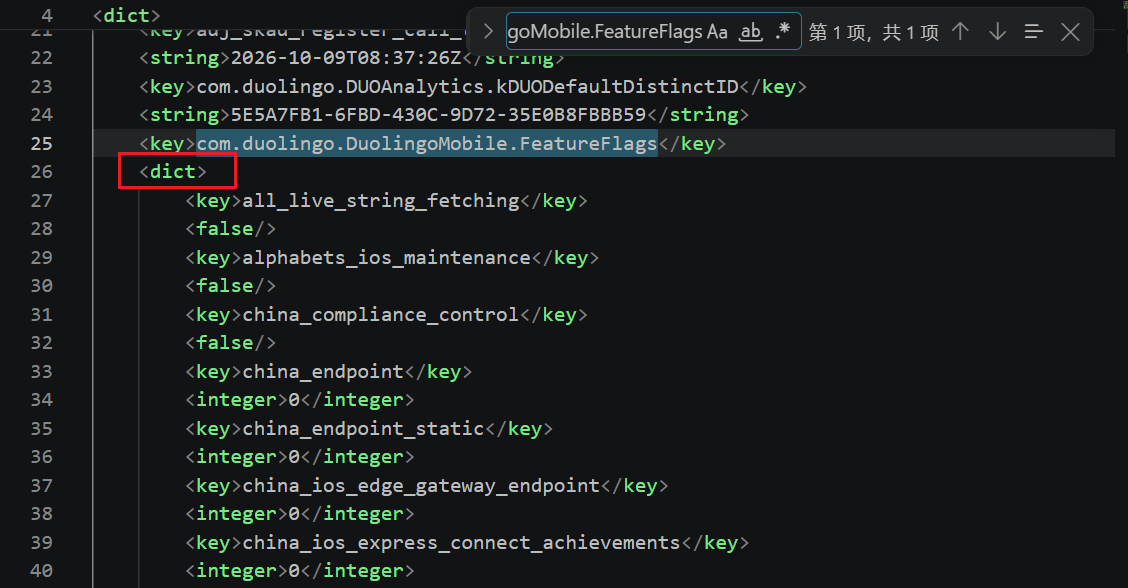 4 <dict>
goMobile.FeatureFlags Aa ab .* 第 1 项，共 1 项
21 <key>adj_skad_register_call_
22 <string>2026-10-09T08:37:26Z</string>
23 <key>com.duolingo.DUOAnalytics.kDUODefaultDistinctID</key>
24 <string>5E5A7FB1-6FBD-430C-9D72-35E0B8FBBB59</string>
25 <key>com.duolingo.DuolingoMobile.FeatureFlags</key>
26 <dict>
27 <key>all_live_string_fetching</key>
28 <false/>
29 <key>alphabets_ios_maintenance</key>
30 <false/>
31 <key>china_compliance_control</key>
32 <false/>
33 <key>china_endpoint</key>
34 <integer>0</integer>
35 <key>china_endpoint_static</key>
36 <integer>0</integer>
37 <key>china_ios_edge_gateway_endpoint</key>
38 <integer>0</integer>
39 <key>china_ios_express_connect_achievements</key>
40 <integer>0</integer>